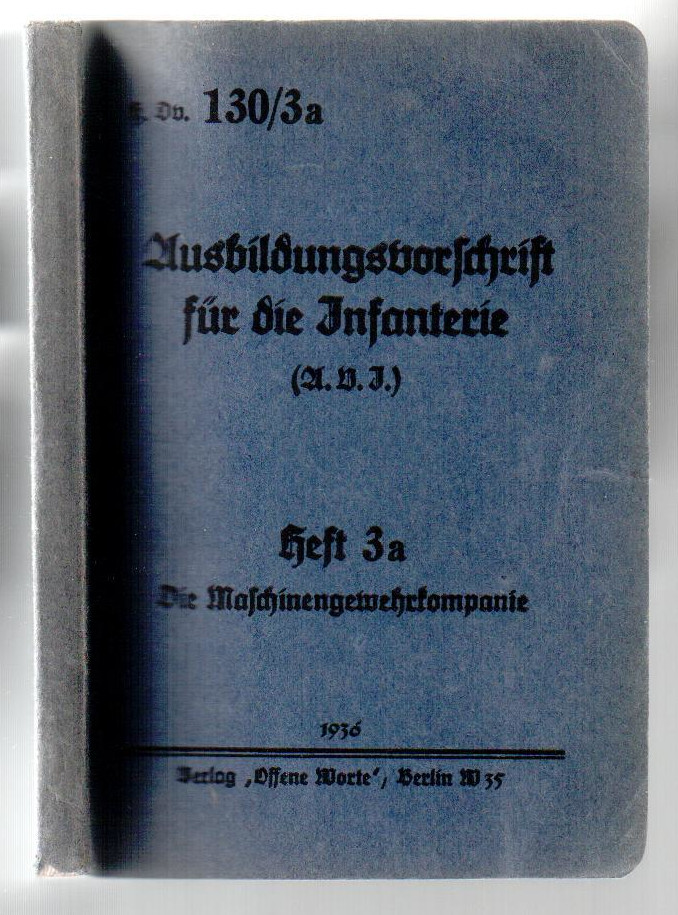 H. Dv. 130/3a
Ausbildungsvorschrift
für die Infanterie
(A. V. I.)
Heft 3a
Die Maschinengewehrkompanie
1936
Verlag „Offene Worte“, Berlin W 35